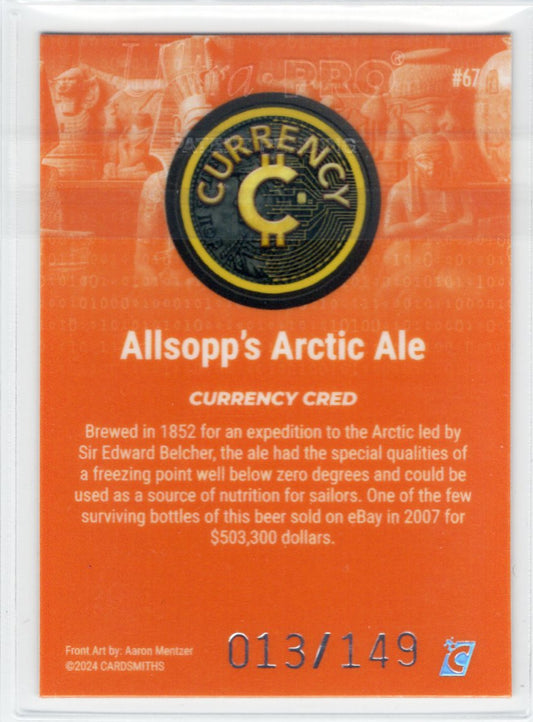 Ultra·PRO®
#67
CURRENCY
Allsopp's Arctic Ale
CURRENCY CRED
Brewed in 1852 for an expedition to the Arctic led by
Sir Edward Belcher, the ale had the special qualities of
a freezing point well below zero degrees and could be
used as a source of nutrition for sailors. One of the few
surviving bottles of this beer sold on eBay in 2007 for
$503,300 dollars.
013/149
Front Art by: Aaron Mentzer
©2024 CARDSMITHS
C